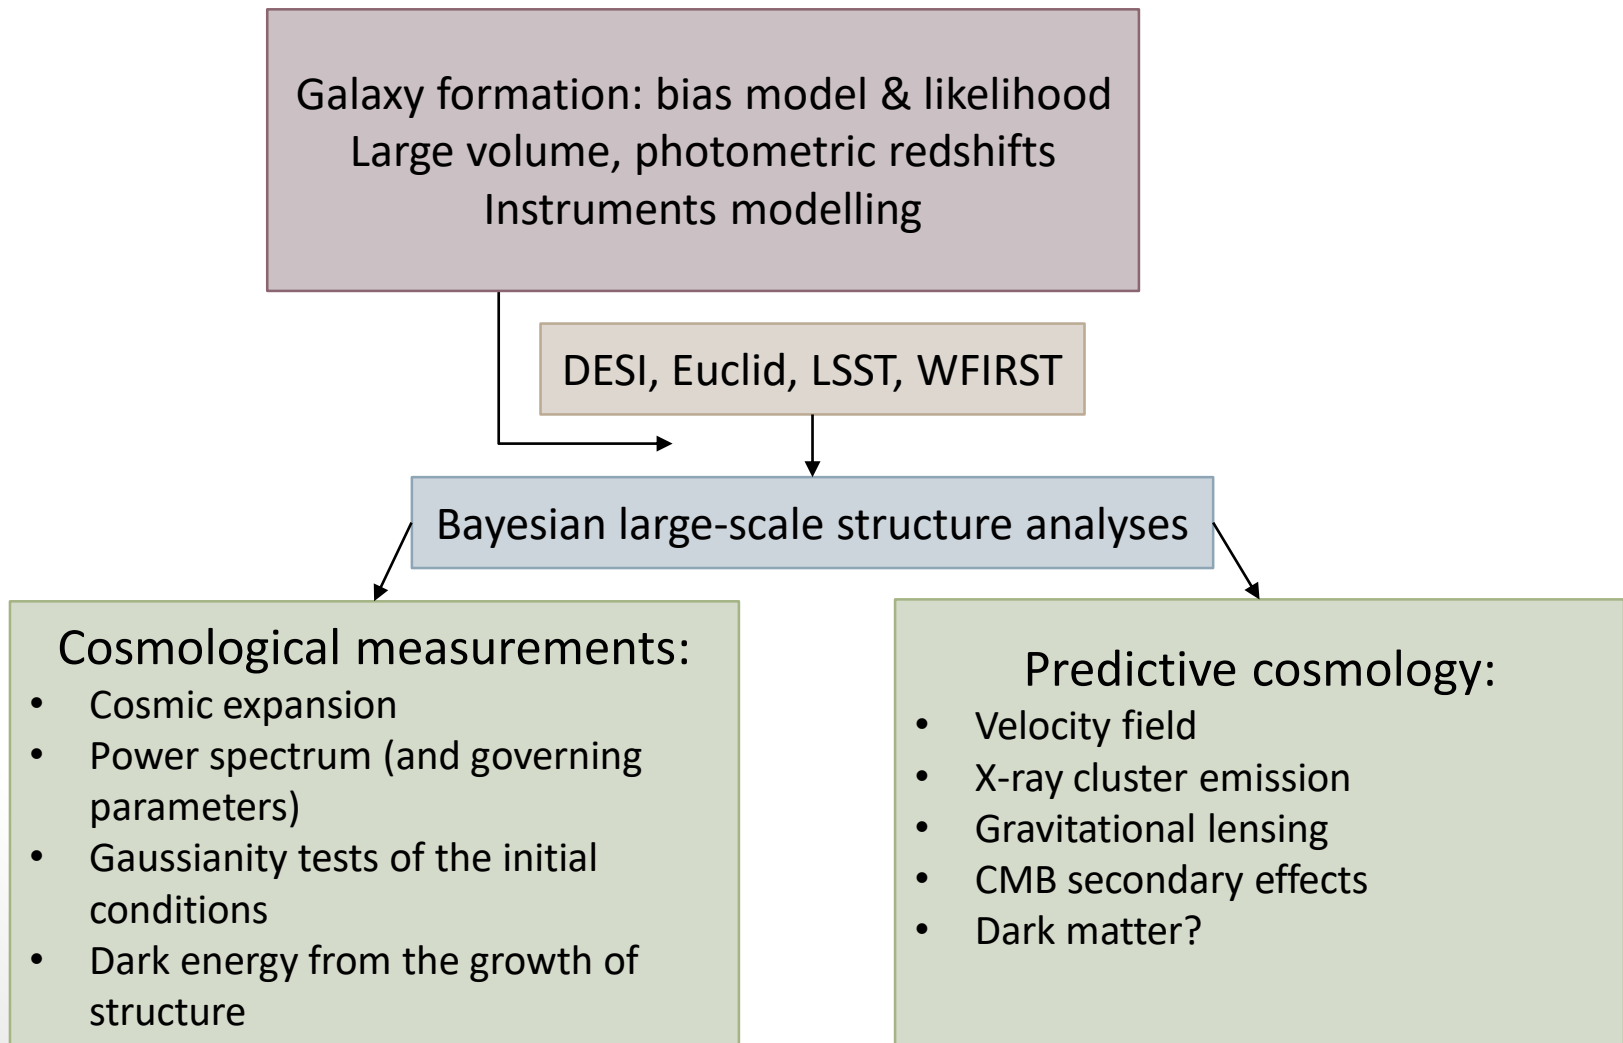 Galaxy formation: bias model & likelihood
Large volume, photometric redshifts
Instruments modelling
DESI, Euclid, LSST, WFIRST
Bayesian large-scale structure analyses
Cosmological measurements:
• Cosmic expansion
• Power spectrum (and governing
parameters)
• Gaussianity tests of the initial
conditions
• Dark energy from the growth of
structure
Predictive cosmology:
• Velocity field
• X-ray cluster emission
• Gravitational lensing
• CMB secondary effects
• Dark matter?